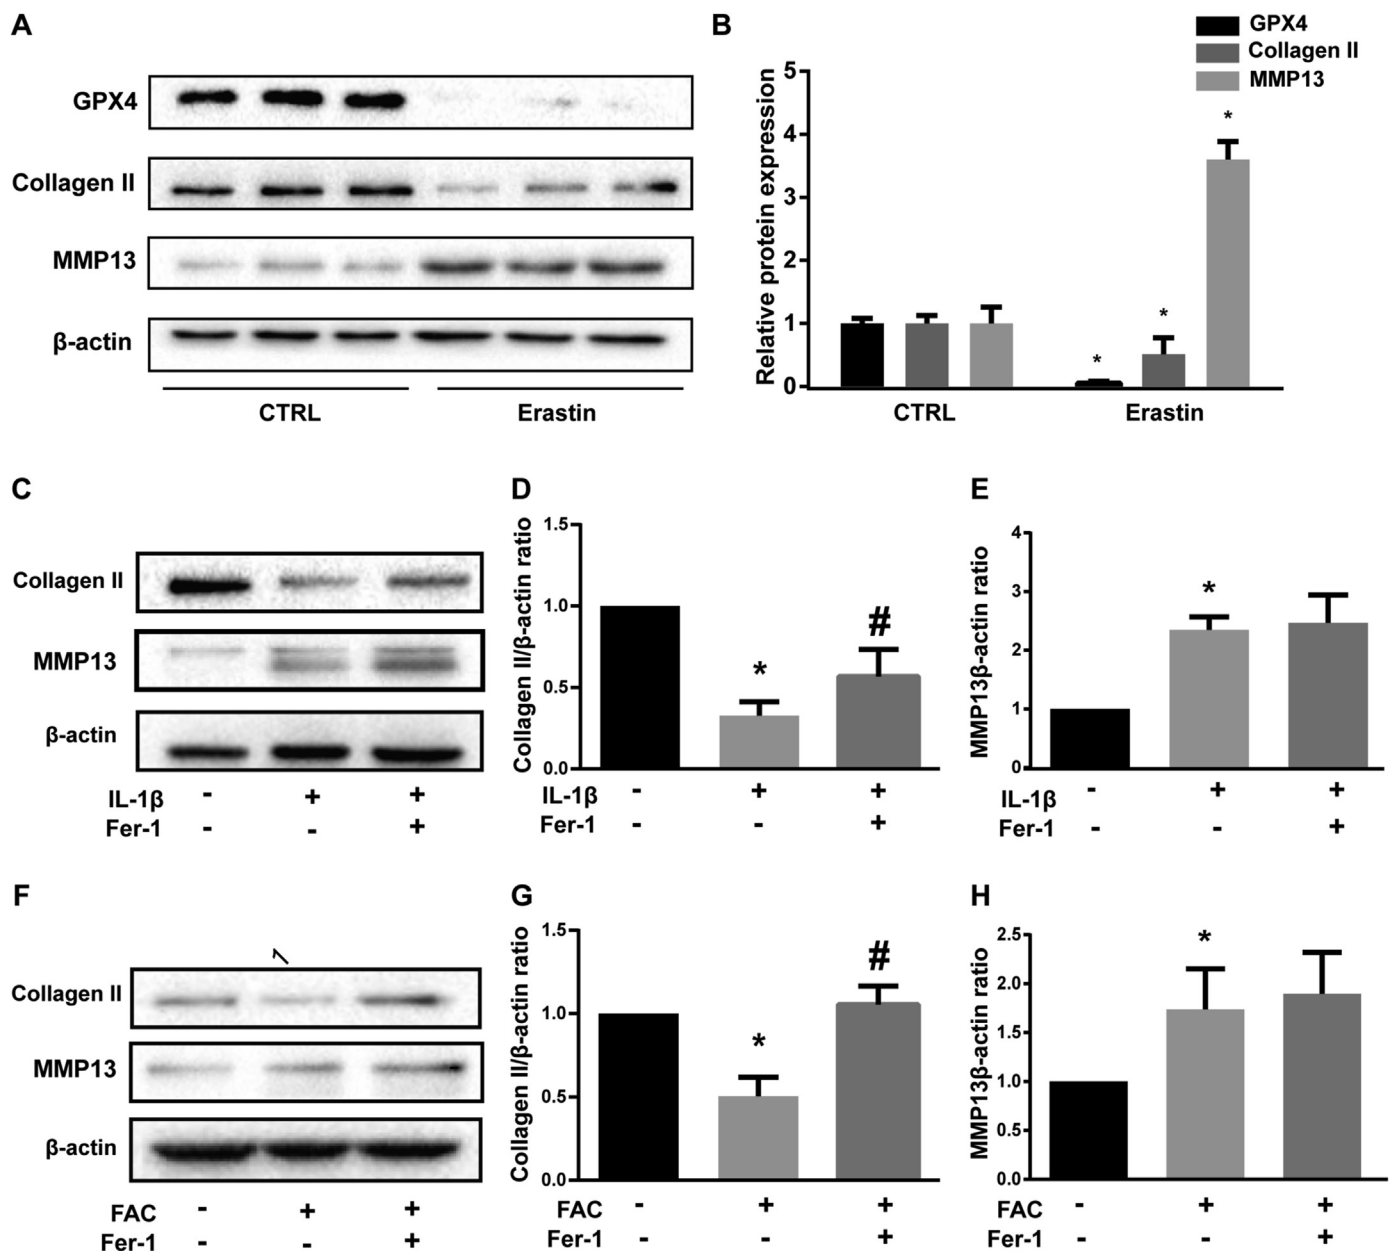 A
GPX4
Collagen II
MMP13
β-actin
CTRL
Erastin
B
GPX4
Collagen II
MMP13
Relative protein expression
5
4
3
2
1
0
*
*
*
CTRL
Erastin
C
Collagen II
MMP13
β-actin
IL-1β - + +
Fer-1 - - +
D
Collagen II/β-actin ratio
1.5
1.0
0.5
0.0
*
#
IL-1β - + +
Fer-1 - - +
E
MMP13β-actin ratio
4
3
2
1
0
*
IL-1β - + +
Fer-1 - - +
F
1
Collagen II
MMP13
β-actin
FAC - + +
Fer-1 - - +
G
Collagen II/β-actin ratio
1.5
1.0
0.5
0.0
*
#
FAC - + +
Fer-1 - - +
H
MMP13β-actin ratio
2.5
2.0
1.5
1.0
0.5
0.0
*
FAC - + +
Fer-1 - - +